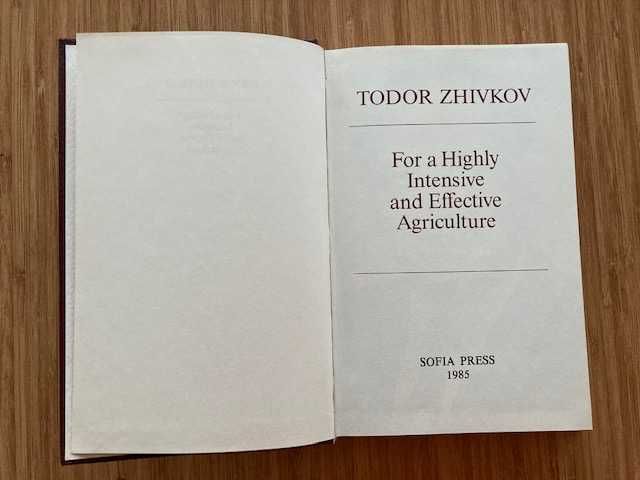 TODOR ZHIVKOV
For a Highly
Intensive
and Effective
Agriculture
SOFIA PRESS
1985